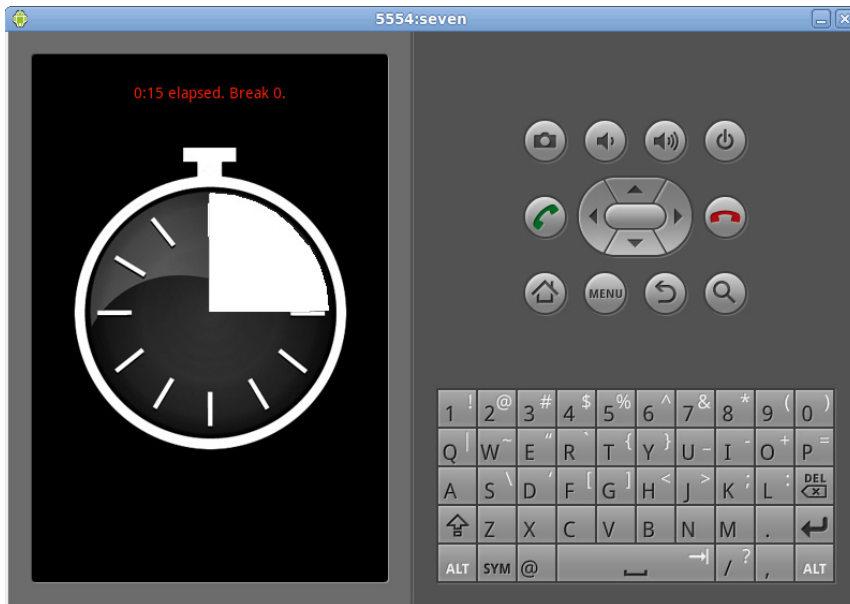 5554:seven
0:15 elapsed. Break 0.
MENU
1 ! 2 @ 3 # 4 $ 5 % 6 ^ 7 & 8 * 9 ( 0 )
Q | W ~ E “ R ` T { Y } U _ I - O + P =
A S \ D ‘ F [ G ] H < J > K ; L : DEL
Z X C V B N M .
ALT SYM @ / ? , ALT